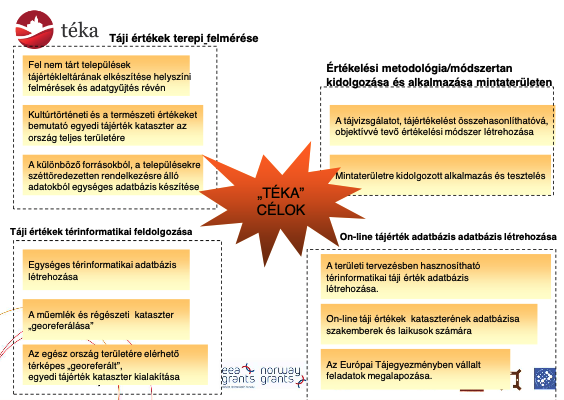 téka
Táji értékek terepi felmérése
Fel nem tárt települések
tájértékleltárának elkészítése helyszíni
felmérések és adatgyűjtés révén
Kultúrtörténeti és a természeti értékeket
bemutató egyedi tájérték kataszter az
ország teljes területére
A különböző forrásokból, a településekre
széttöredezetten rendelkezésre álló
adatokból egységes adatbázis készítése
Értékelési metodológia/módszertan
kidolgozása és alkalmazása mintaterületen
A tájvizsgálatot, tájértékelést összehasonlíthatóvá,
objektívvé tevő értékelési módszer létrehozása
Mintaterületre kidolgozott alkalmazás és tesztelés
„TÉKA”
CÉLOK
Táji értékek térinformatikai feldolgozása
Egységes térinformatikai adatbázis
létrehozása
A műemlék és régészeti kataszter
„georeferálása”
Az egész ország területére elérhető
térképes „georeferált”,
egyedi tájérték kataszter kialakítása
On-line tájérték adatbázis adatbázis létrehozása
A területi tervezésben hasznosítható
térinformatikai táji érték adatbázis
létrehozása.
On-line táji értékek kataszterének adatbázisa
szakemberek és laikusok számára
Az Európai Tájegyezményben vállalt
feladatok megalapozása.
eea
grants
norway
grants